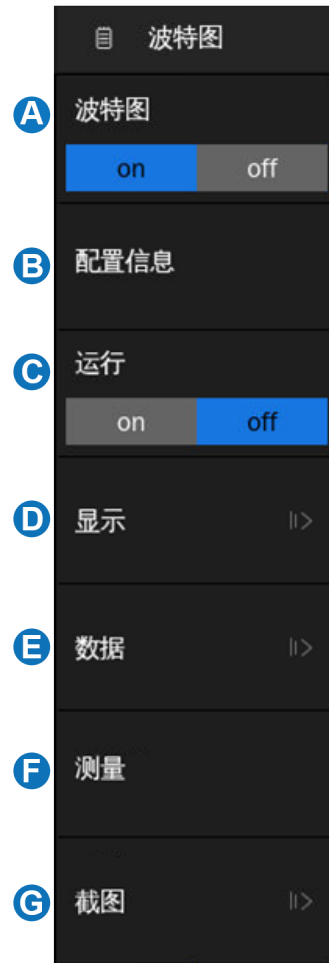 波特图
A 波特图
on off
B 配置信息
C 运行
on off
D 显示
E 数据
F 测量
G 截图